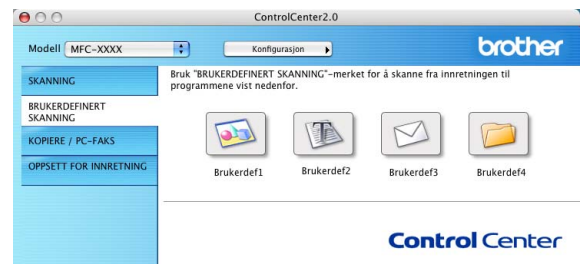 ControlCenter2.0
Modell MFC-XXXX Konfigurasjon brother
SKANNING
BRUKERDEFINERT
SKANNING
KOPIERE / PC-FAKS
OPPSETT FOR INNRETNING
Bruk "BRUKERDEFINERT SKANNING"-merket for å skanne fra innretningen til
programmene vist nedenfor.
Brukerdef1 Brukerdef2 Brukerdef3 Brukerdef4
Control Center